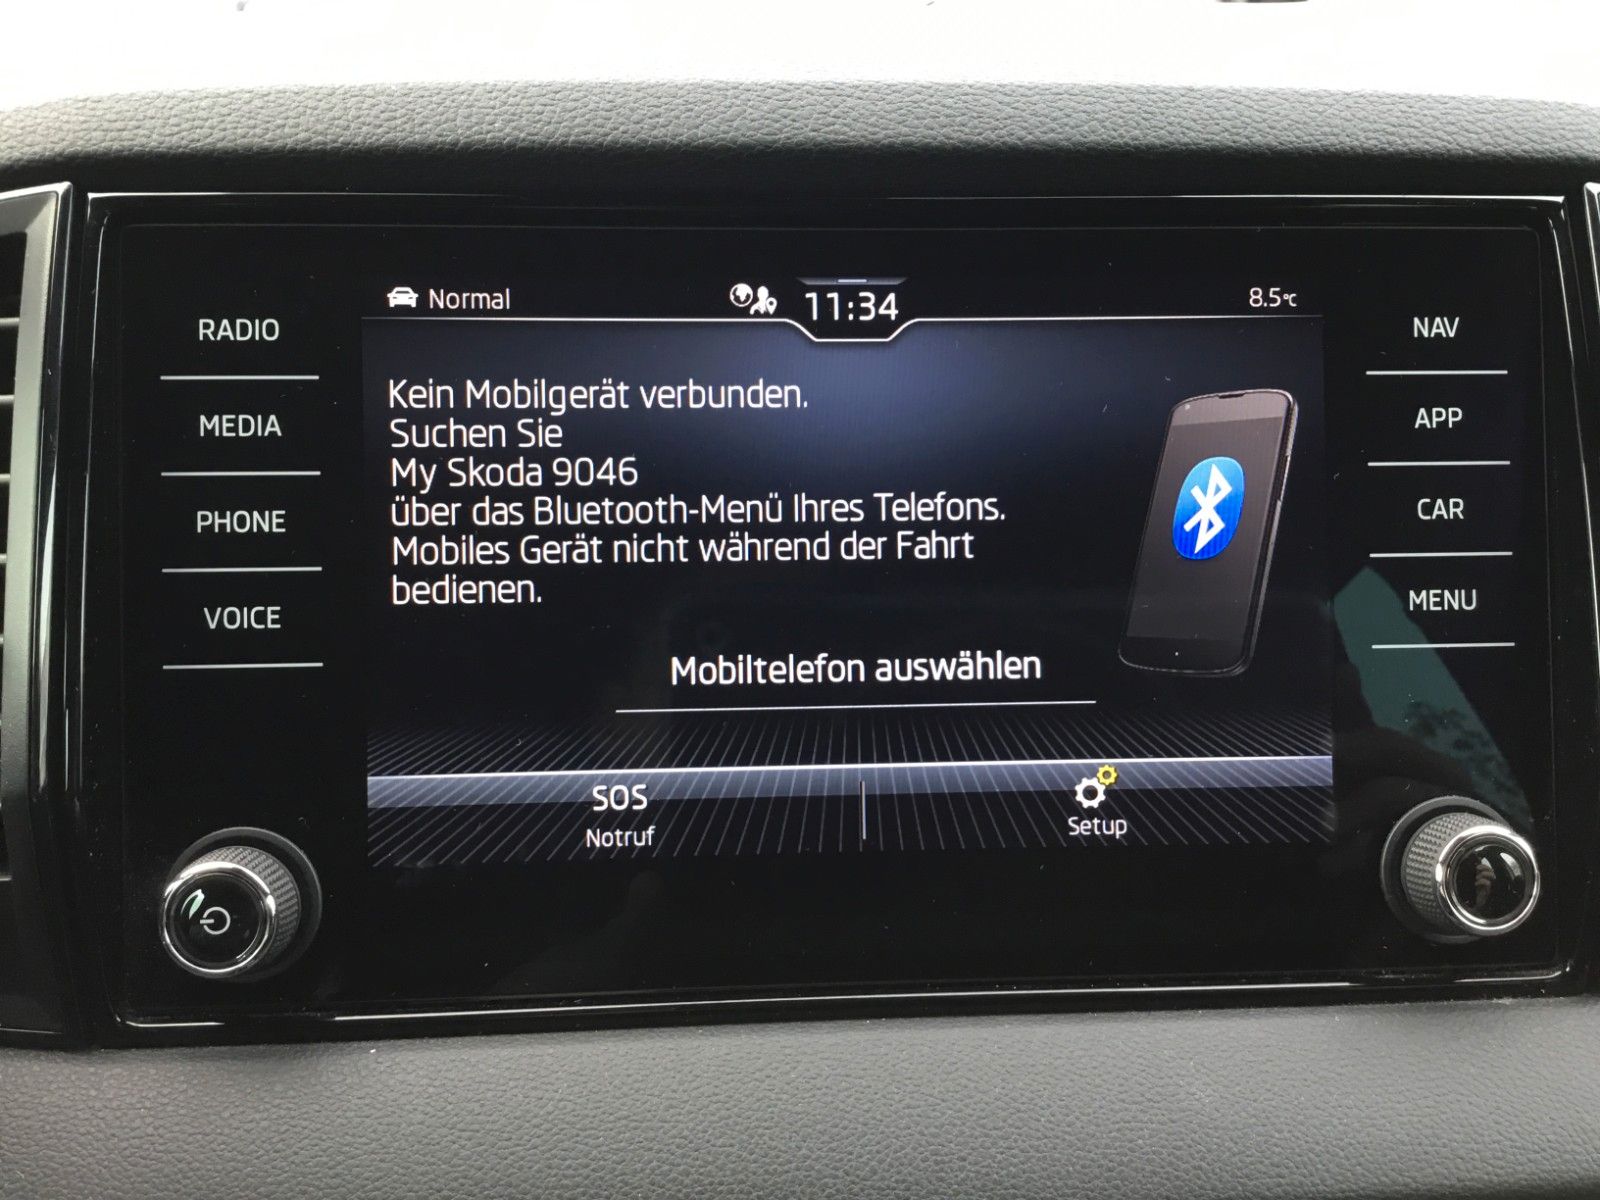 Normal
11:34
8.5°C
RADIO
MEDIA
PHONE
VOICE
Kein Mobilgerät verbunden.
Suchen Sie
My Skoda 9046
über das Bluetooth-Menü Ihres Telefons.
Mobiles Gerät nicht während der Fahrt
bedienen.
Mobiltelefon auswählen
SOS
Notruf
Setup
NAV
APP
CAR
MENU